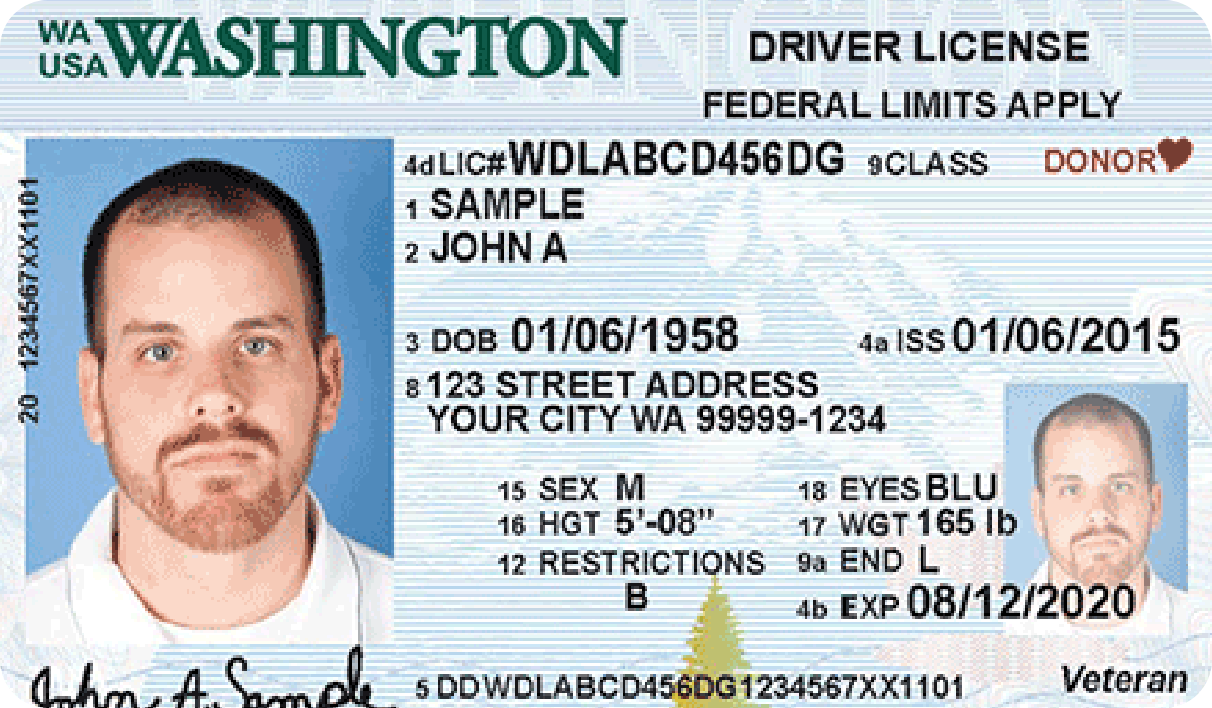 WA WASHINGTON
USA
DRIVER LICENSE
FEDERAL LIMITS APPLY
20 1234567XX1101
4d LIC# WDLABCD456DG 9 CLASS DONOR
1 SAMPLE
2 JOHN A
3 DOB 01/06/1958 4a ISS 01/06/2015
8 123 STREET ADDRESS
YOUR CITY WA 99999-1234
15 SEX M 18 EYES BLU
16 HGT 5'-08" 17 WGT 165 lb
12 RESTRICTIONS 9a END L
B
4b EXP 08/12/2020
John A. Sample
5 DD WDLABCD456DG1234567XX1101
Veteran